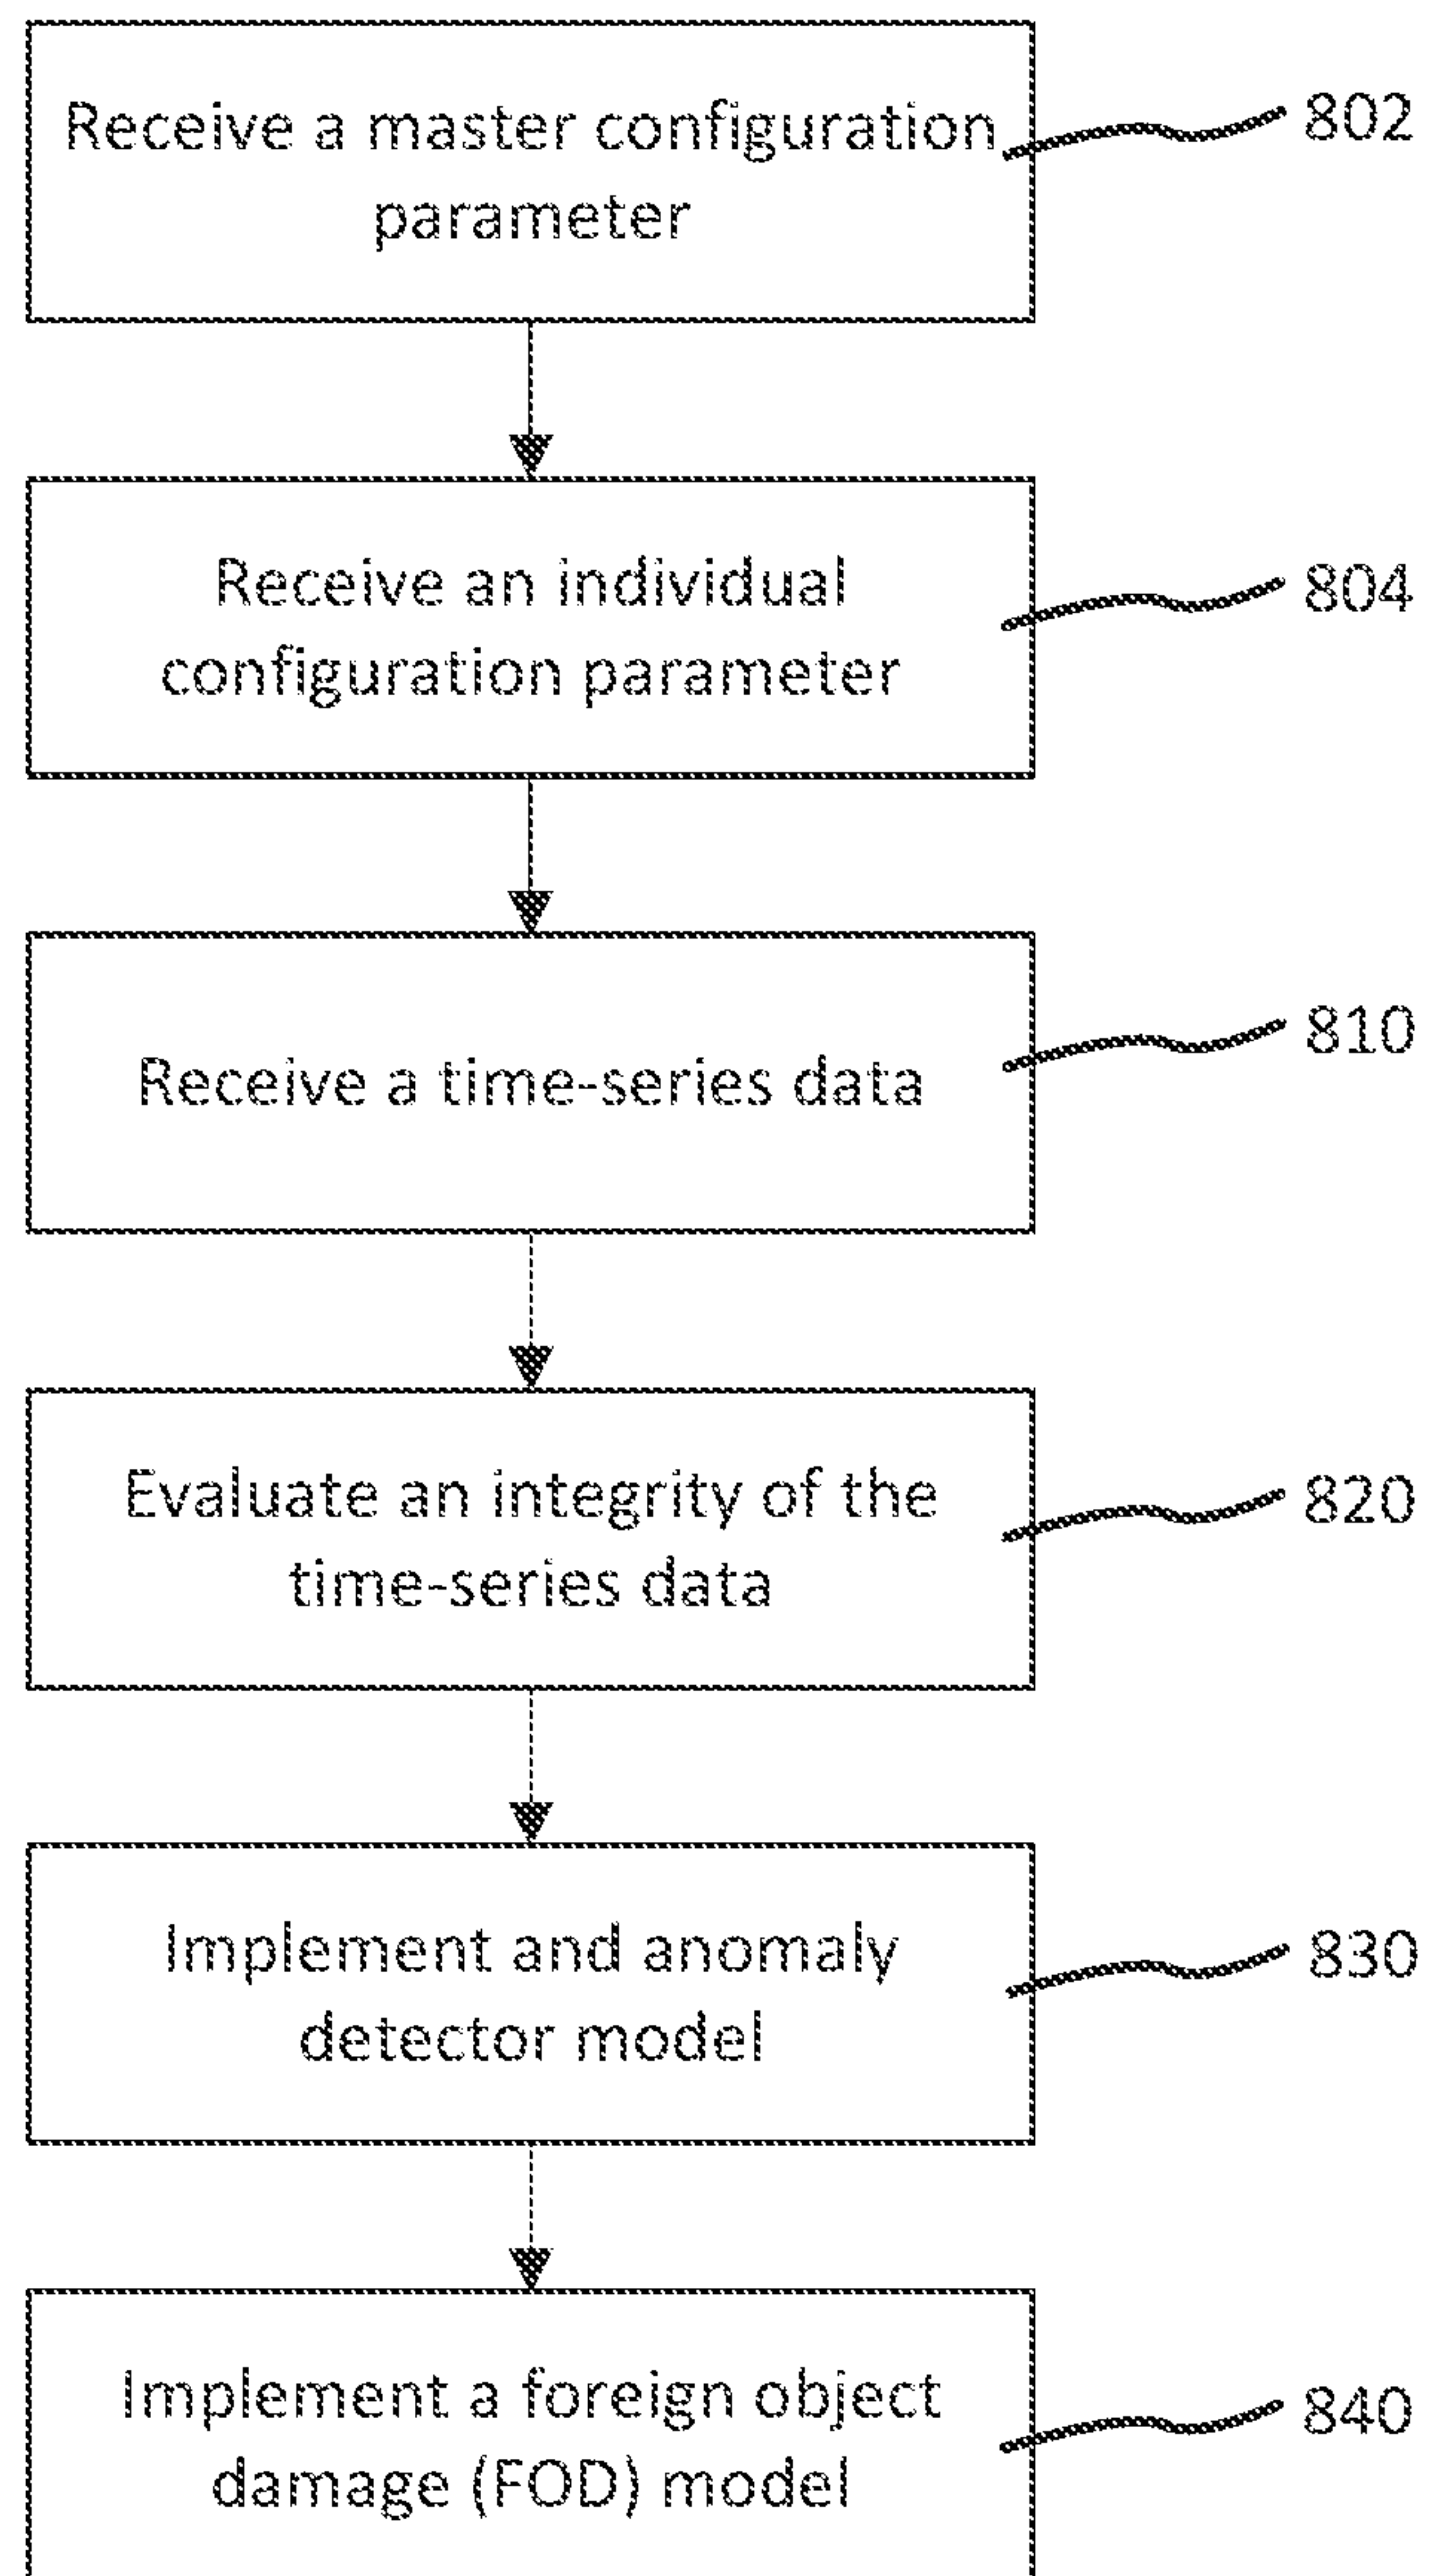 Receive a master configuration
parameter
802
Receive an individual
configuration parameter
804
Receive a time-series data
810
Evaluate an integrity of the
time-series data
820
Implement and anomaly
detector model
830
Implement a foreign object
damage (FOD) model
840